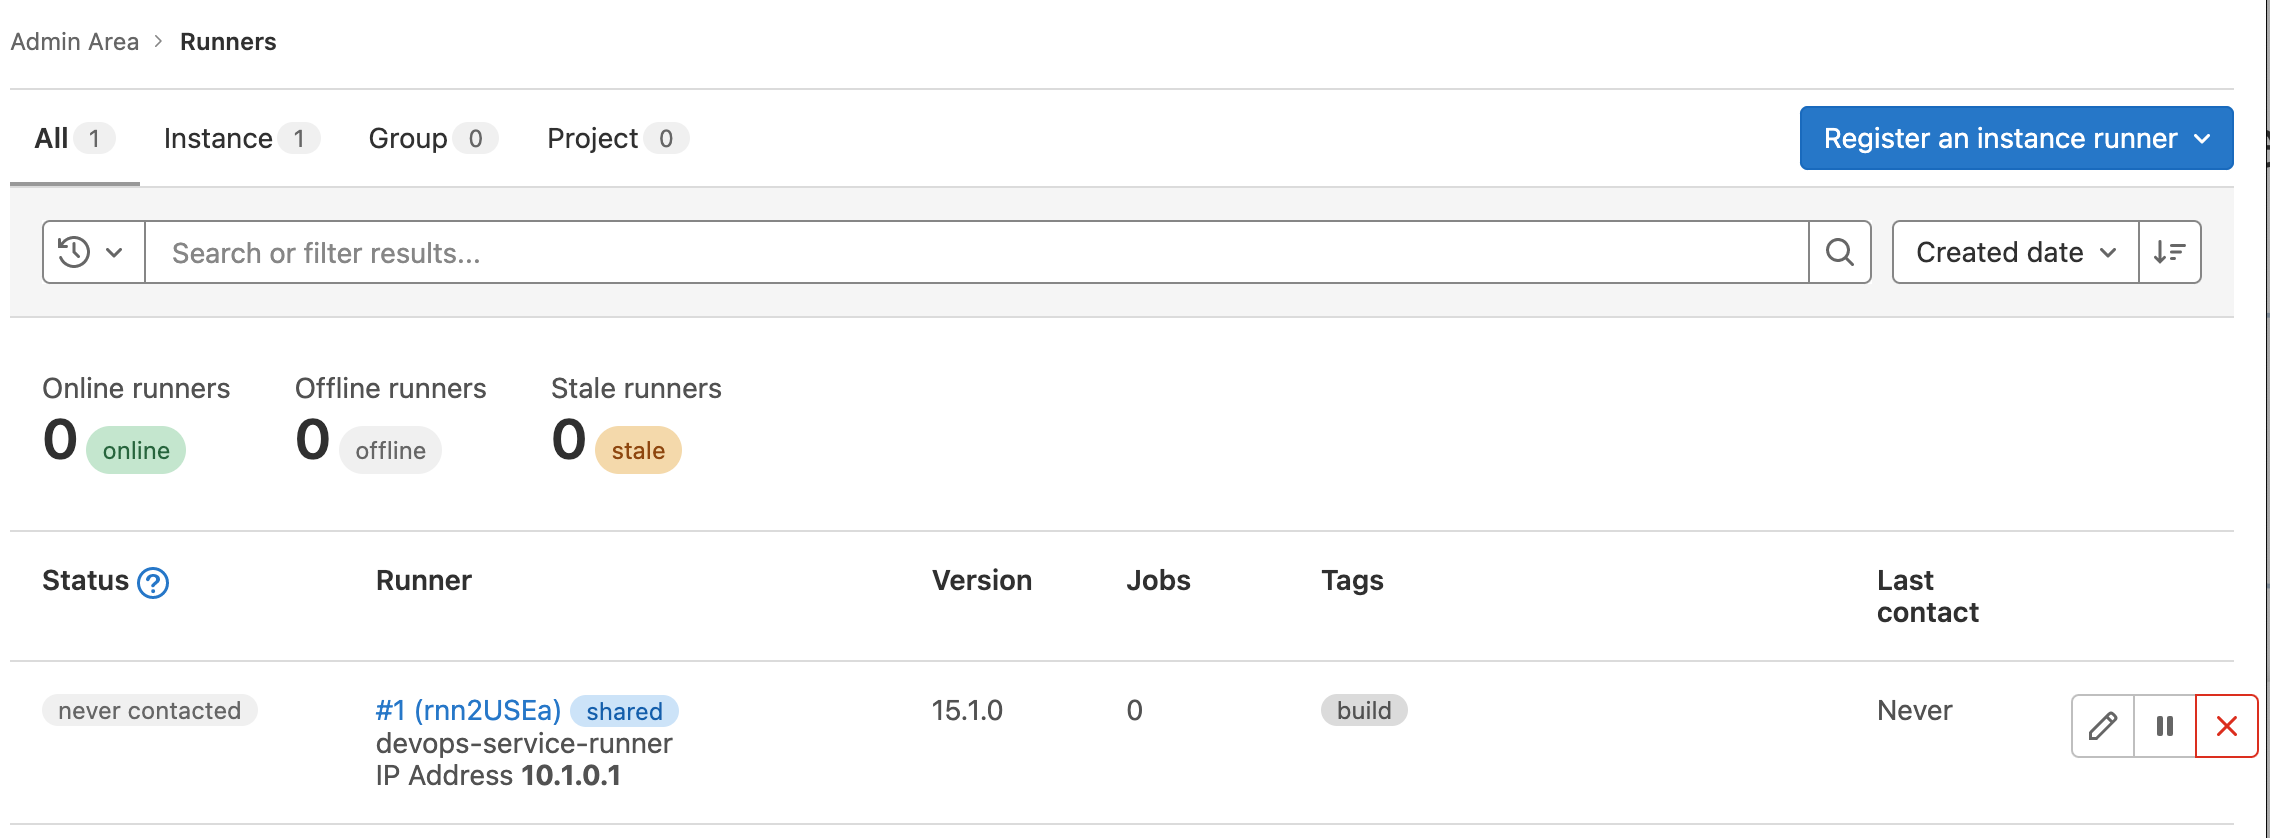 Admin Area > Runners
All 1 Instance 1 Group 0 Project 0 Register an instance runner
Search or filter results... Created date
Online runners Offline runners Stale runners
0 online 0 offline 0 stale
Status ? Runner Version Jobs Tags Last
contact
never contacted #1 (rnn2USEa) shared 15.1.0 0 build Never
devops-service-runner
IP Address 10.1.0.1